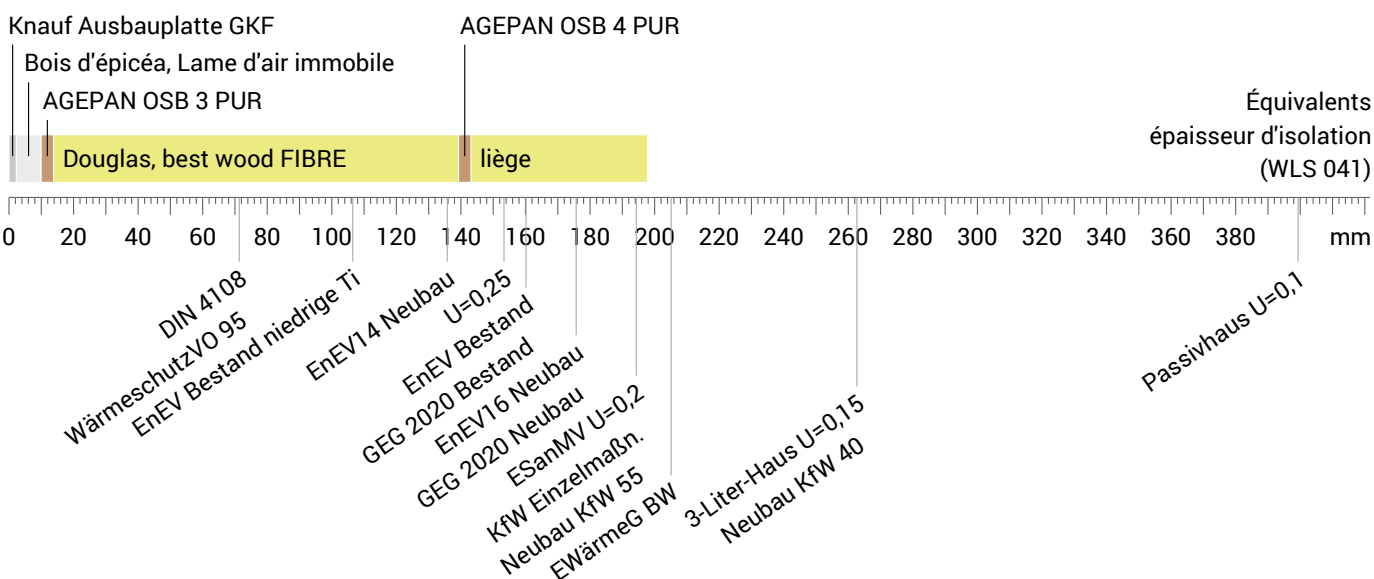 Knauf Ausbauplatte GKF
AGEPAN OSB 4 PUR
Bois d'épicéa, Lame d'air immobile
AGEPAN OSB 3 PUR
Équivalents
épaisseur d'isolation
(WLS 041)
Douglas, best wood FIBRE
liège
0 20 40 60 80 100 120 140 160 180 200 220 240 260 280 300 320 340 360 380 mm
DIN 4108
WärmeschutzVO 95
EnEV Bestand niedrige Ti
EnEV14 Neubau
U=0,25
EnEV Bestand
GEG 2020 Bestand
EnEV16 Neubau
GEG 2020 Neubau
ESanMV U=0,2
KfW Einzelmaßn.
Neubau KfW 55
EWärmeG BW
3-Liter-Haus U=0,15
Neubau KfW 40
Passivhaus U=0,1